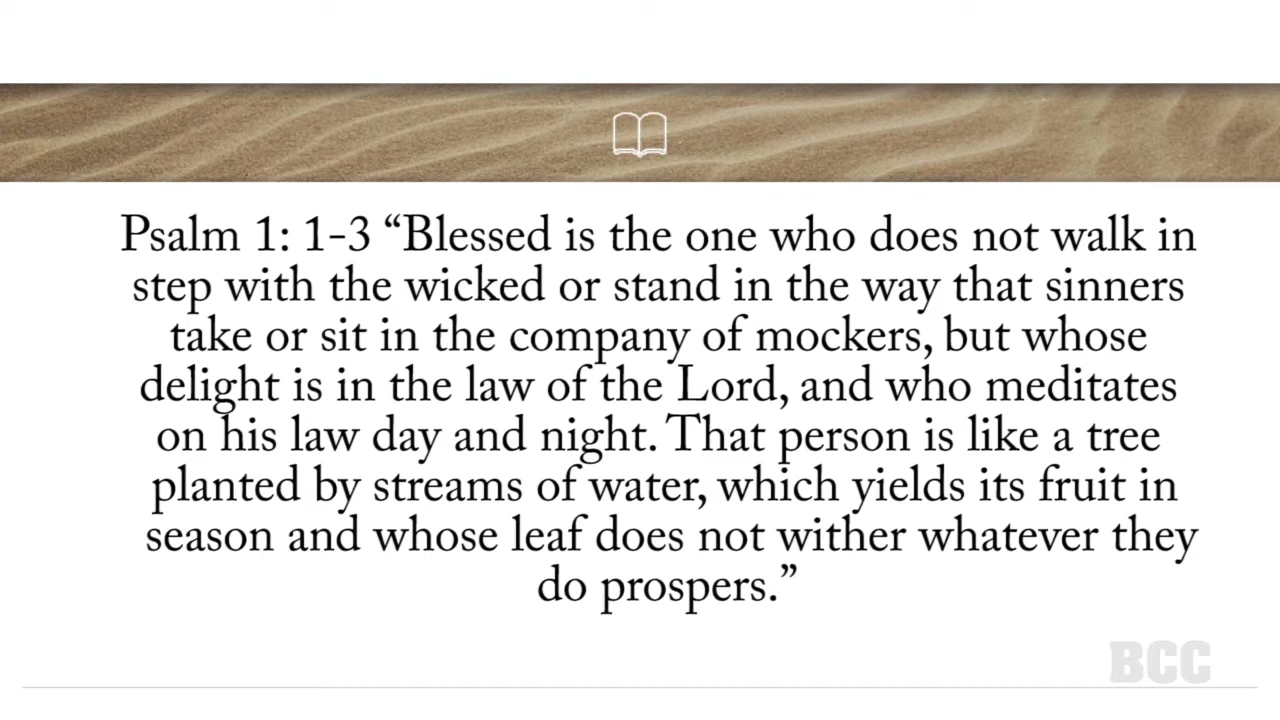 Psalm 1: 1-3 “Blessed is the one who does not walk in
step with the wicked or stand in the way that sinners
take or sit in the company of mockers, but whose
delight is in the law of the Lord, and who meditates
on his law day and night. That person is like a tree
planted by streams of water, which yields its fruit in
season and whose leaf does not wither whatever they
do prospers.”
BCC